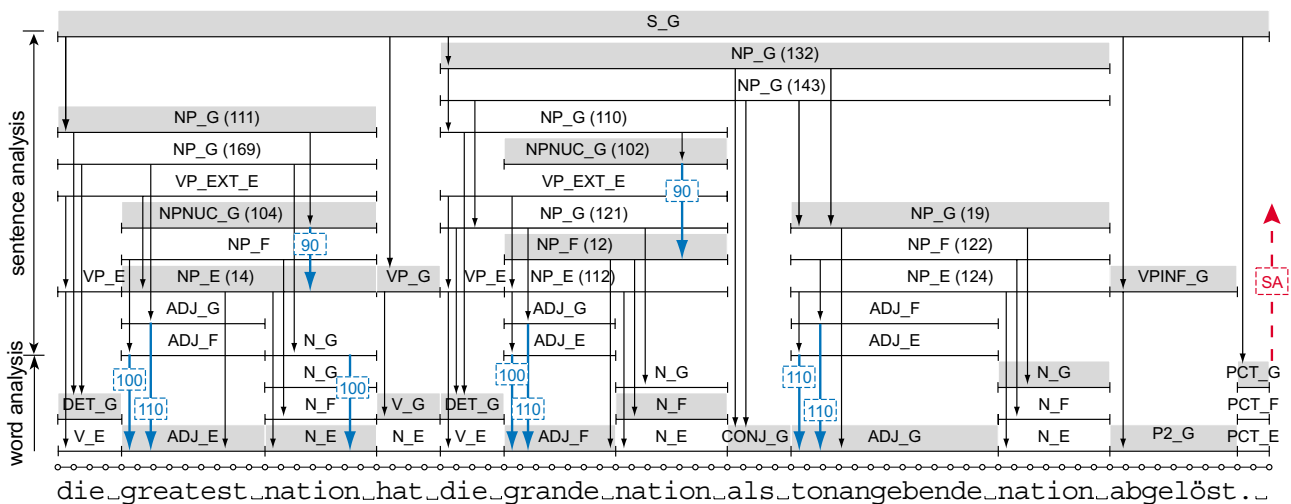 S_G
NP_G (132)
NP_G (143)
NP_G (111) NP_G (110)
NP_G (169) NPNUC_G (102)
VP_EXT_E VP_EXT_E 90
NPNUC_G (104) NP_G (121) NP_G (19)
NP_F 90 NP_F (12) NP_F (122)
VP_E NP_E (14) VP_G VP_E NP_E (112) NP_E (124) VPINF_G SA
ADJ_G ADJ_G ADJ_F
ADJ_F N_G ADJ_E ADJ_E
100 N_G 100 100 N_G 110 N_G PCT_G
DET_G 110 N_F V_G DET_G 110 N_F 110 N_F PCT_F
V_E ADJ_E N_E N_E V_E ADJ_F N_E CONJ_G ADJ_G N_E P2_G PCT_E
die␣greatest␣nation␣hat␣die␣grande␣nation␣als␣tonangebende␣nation␣abgelöst.␣
sentence analysis
word analysis